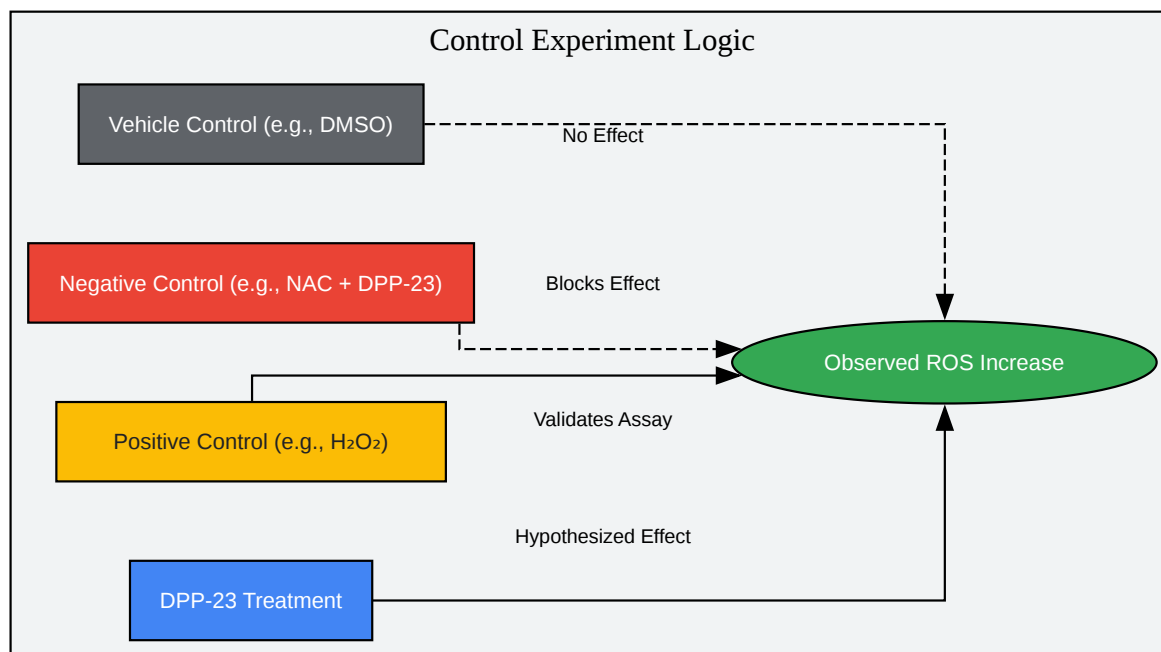 Control Experiment Logic
Vehicle Control (e.g., DMSO)
No Effect
Negative Control (e.g., NAC + DPP-23)
Blocks Effect
Observed ROS Increase
Validates Assay
Positive Control (e.g., H₂O₂)
Hypothesized Effect
DPP-23 Treatment